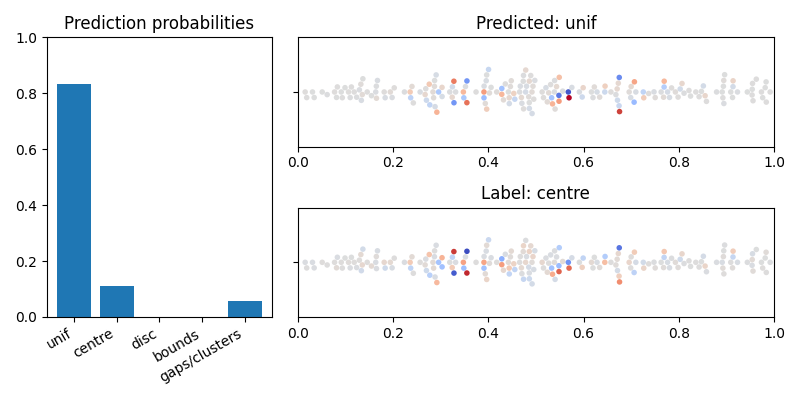 Prediction probabilities
1.0
0.8
0.6
0.4
0.2
0.0
unif
centre
disc
bounds
gaps/clusters
Predicted: unif
0.0 0.2 0.4 0.6 0.8 1.0
Label: centre
0.0 0.2 0.4 0.6 0.8 1.0